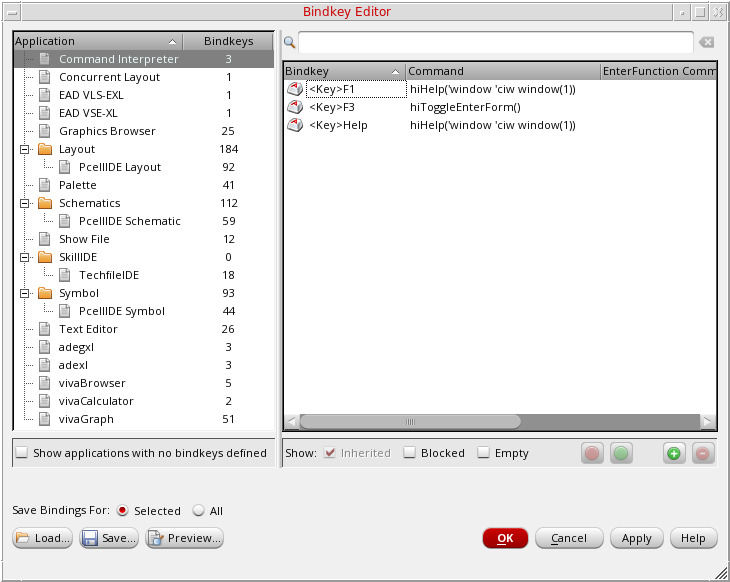 Bindkey Editor
Application Bindkeys
Command Interpreter 3
Concurrent Layout 1
EAD VLS-EXL 1
EAD VSE-XL 1
Graphics Browser 25
Layout 184
PcellIDE Layout 92
Palette 41
Schematics 112
PcellIDE Schematic 59
Show File 12
SkillIDE 0
TechfileIDE 18
Symbol 93
PcellIDE Symbol 44
Text Editor 26
adegxl 3
adexl 3
vivaBrowser 5
vivaCalculator 2
vivaGraph 51
Show applications with no bindkeys defined
Bindkey Command EnterFunction Comm
<Key>F1 hiHelp('window 'ciw window(1))
<Key>F3 hiToggleEnterForm()
<Key>Help hiHelp('window 'ciw window(1))
Show: Inherited Blocked Empty
Save Bindings For: Selected All
Load... Save... Preview... OK Cancel Apply Help